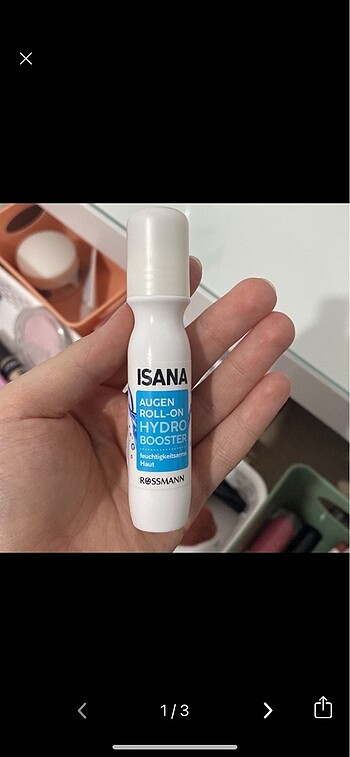 ISANA
AUGEN
ROLL-ON
HYDRO
BOOSTER
feuchtigkeitsarme
Haut
ROSSMANN
1/3